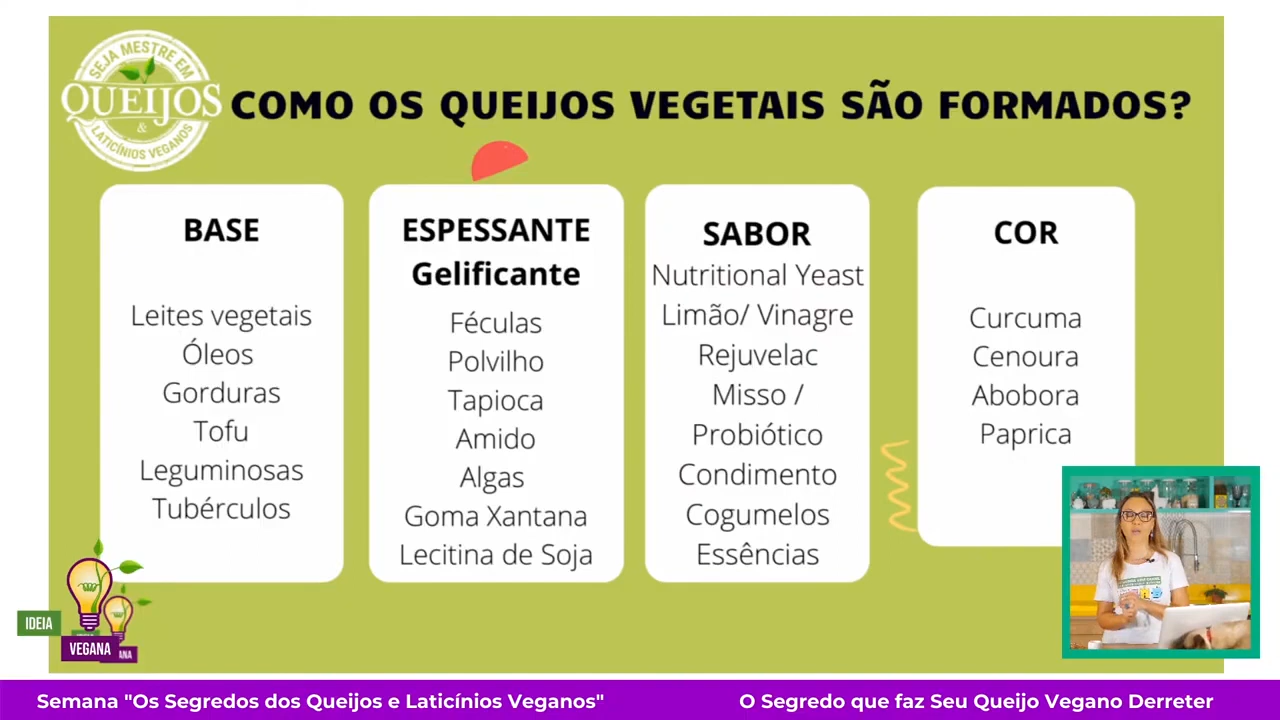 SEJA MESTRE EM
QUEIJOS
&
LATICÍNIOS VEGANOS
COMO OS QUEIJOS VEGETAIS SÃO FORMADOS?
BASE
Leites vegetais
Óleos
Gorduras
Tofu
Leguminosas
Tubérculos
ESPESSANTE
Gelificante
Féculas
Polvilho
Tapioca
Amido
Algas
Goma Xantana
Lecitina de Soja
SABOR
Nutritional Yeast
Limão/ Vinagre
Rejuvelac
Misso /
Probiótico
Condimento
Cogumelos
Essências
COR
Curcuma
Cenoura
Abobora
Paprica
IDEIA
VEGANA
ANA
Semana "Os Segredos dos Queijos e Laticínios Veganos"
O Segredo que faz Seu Queijo Vegano Derreter